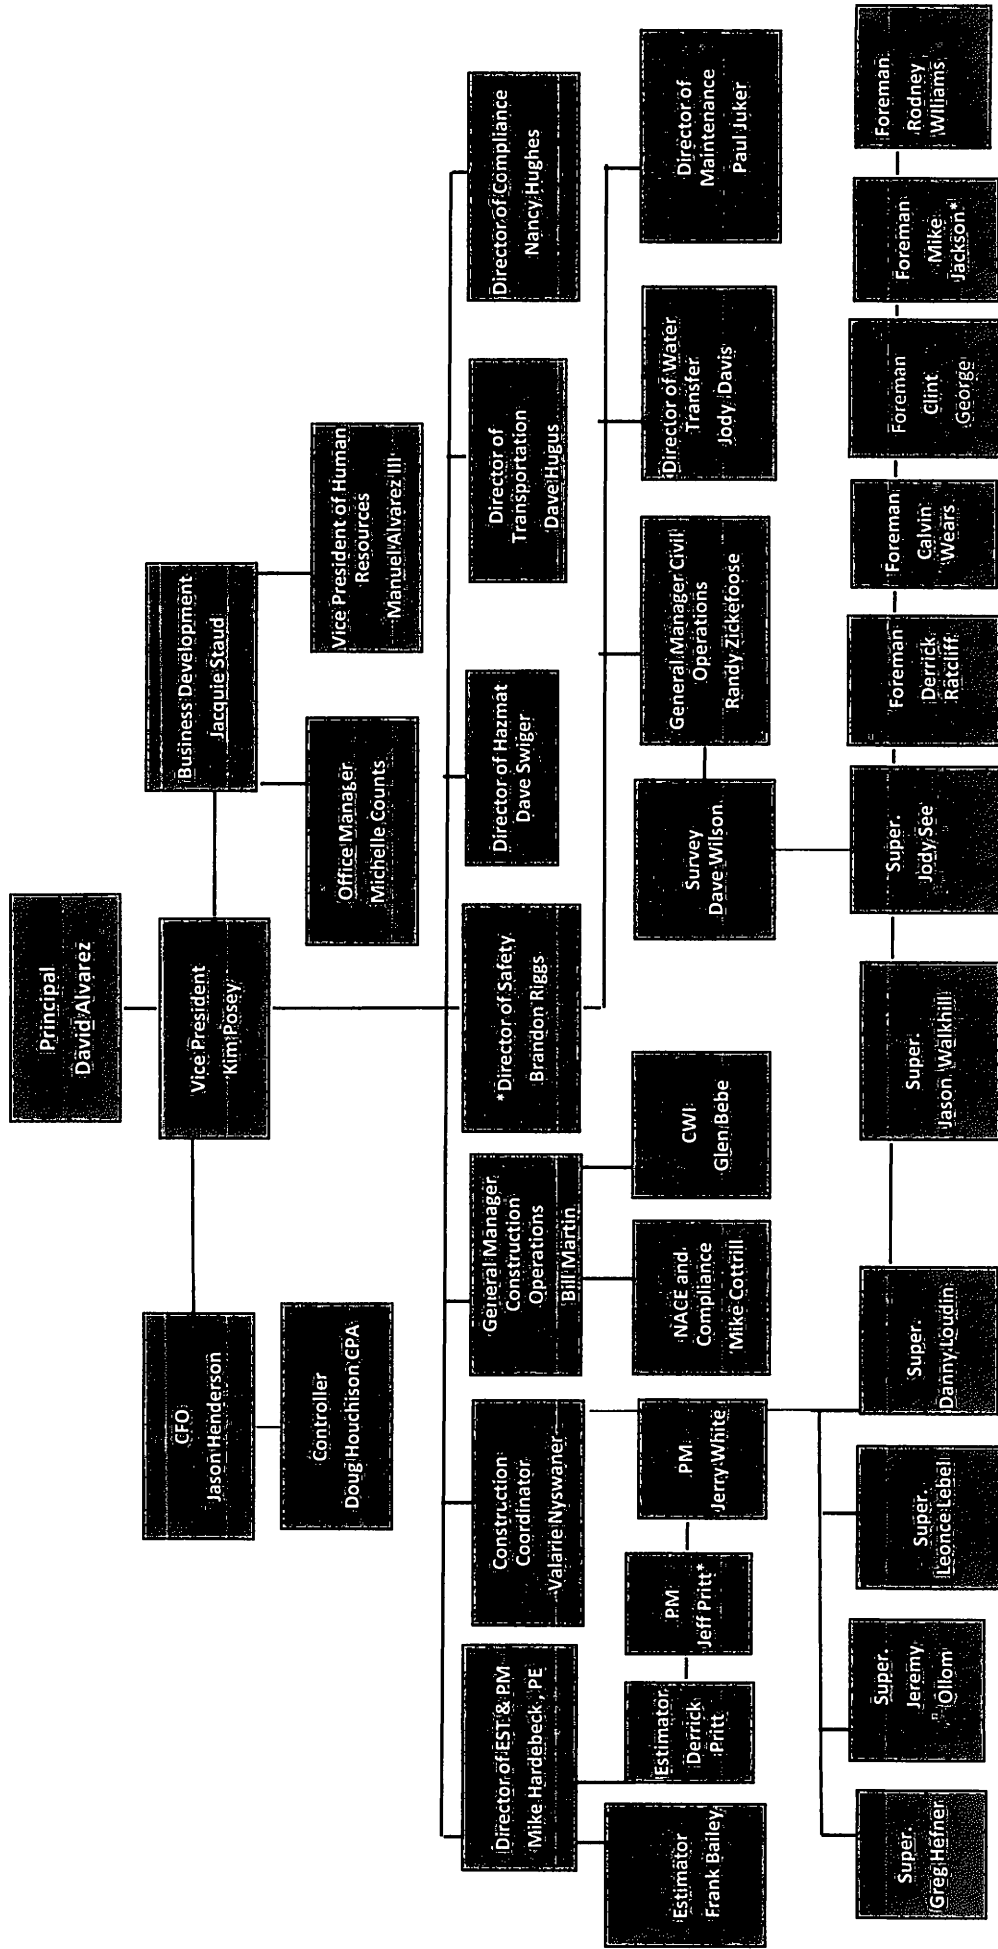 Principal
David Alvarez
CFO
Jason Henderson
Vice President
Kim Posey
Business Development
Jacquie Staud
Controller
Doug Houchison CPA
Office Manager
Michelle Counts
Vice President of Human
Resources
Manuel Alvarez III
Director of EST & PM
Mike Hardebeck, PE
Construction
Coordinator
Valarie Nyswaner
General Manager
Construction
Operations
Bill Martin
*Director of Safety
Brandon Riggs
Director of Hazmat
Dave Swiger
Director of
Transportation
Dave Hugus
Director of Compliance
Nancy Hughes
Estimator
Frank Bailey
Estimator
Derrick
Pritt
PM
Jeff Pritt*
PM
Jerry White
NACE and
Compliance
Mike Cottrill
CWI
Glen Bebe
Survey
Dave Wilson
General Manager Civil
Operations
Randy Zickefoose
Director of Water
Transfer
Jody Davis
Director of
Maintenance
Paul Juker
Super.
Greg Hefner
Super.
Jeremy
Ollom
Super.
Leonce Lebel
Super.
Danny Loudin
Super.
Jason Walkhill
Super.
Jody See
Foreman
Derrick
Ratcliff
Foreman
Calvin
Wears
Foreman
Clint
George
Foreman
Mike
Jackson*
Foreman
Rodney
WIliams